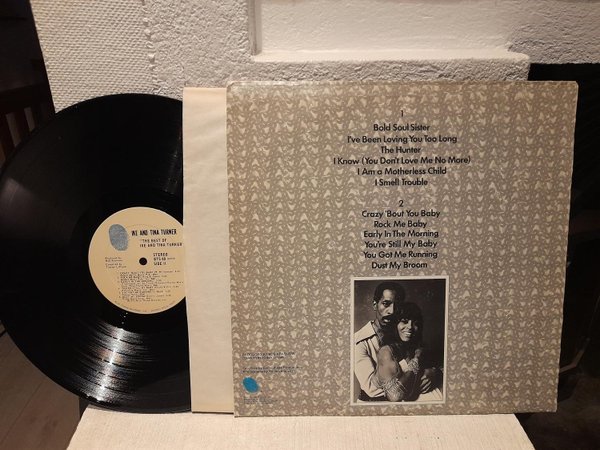 IKE AND TINA TURNER
"THE BEST OF
IKE AND TINA TURNER"
STEREO
SIDE II
1
Bold Soul Sister
I've Been Loving You Too Long
The Hunter
I Know (You Don't Love Me No More)
I Am a Motherless Child
I Smell Trouble
2
Crazy 'Bout You Baby
Rock Me Baby
Early In The Morning
You're Still My Baby
You Got Me Running
Dust My Broom